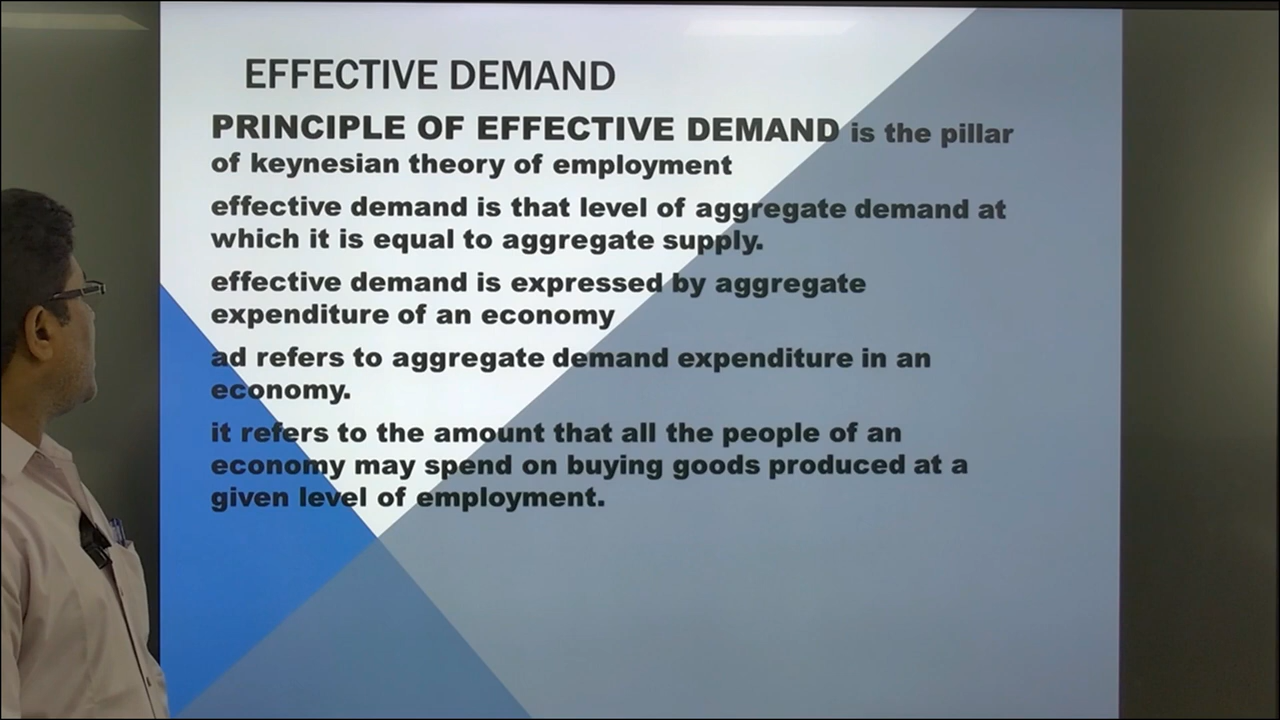 EFFECTIVE DEMAND
PRINCIPLE OF EFFECTIVE DEMAND is the pillar
of keynesian theory of employment
effective demand is that level of aggregate demand at
which it is equal to aggregate supply.
effective demand is expressed by aggregate
expenditure of an economy
ad refers to aggregate demand expenditure in an
economy.
it refers to the amount that all the people of an
economy may spend on buying goods produced at a
given level of employment.